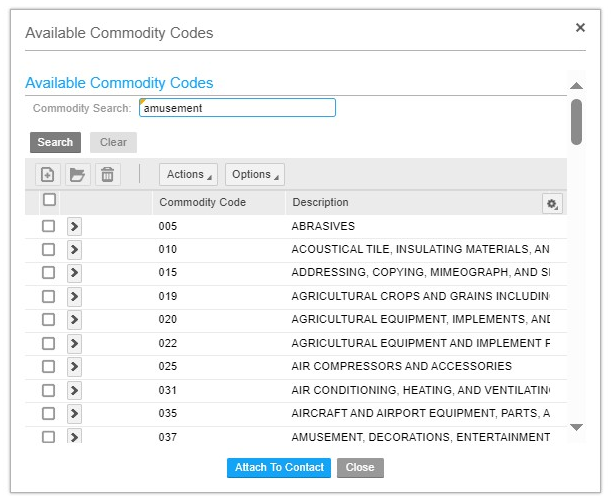 Available Commodity Codes
Available Commodity Codes
Commodity Search: amusement
Search Clear
Actions Options
Commodity Code Description
005 ABRASIVES
010 ACOUSTICAL TILE, INSULATING MATERIALS, AN
015 ADDRESSING, COPYING, MIMEOGRAPH, AND
019 AGRICULTURAL CROPS AND GRAINS INCLUDIN
020 AGRICULTURAL EQUIPMENT, IMPLEMENTS, AND
022 AGRICULTURAL EQUIPMENT AND IMPLEMENT
025 AIR COMPRESSORS AND ACCESSORIES
031 AIR CONDITIONING, HEATING, AND VENTILATIN
035 AIRCRAFT AND AIRPORT EQUIPMENT, PARTS, A
037 AMUSEMENT, DECORATIONS, ENTERTAINMENT
Attach To Contact Close